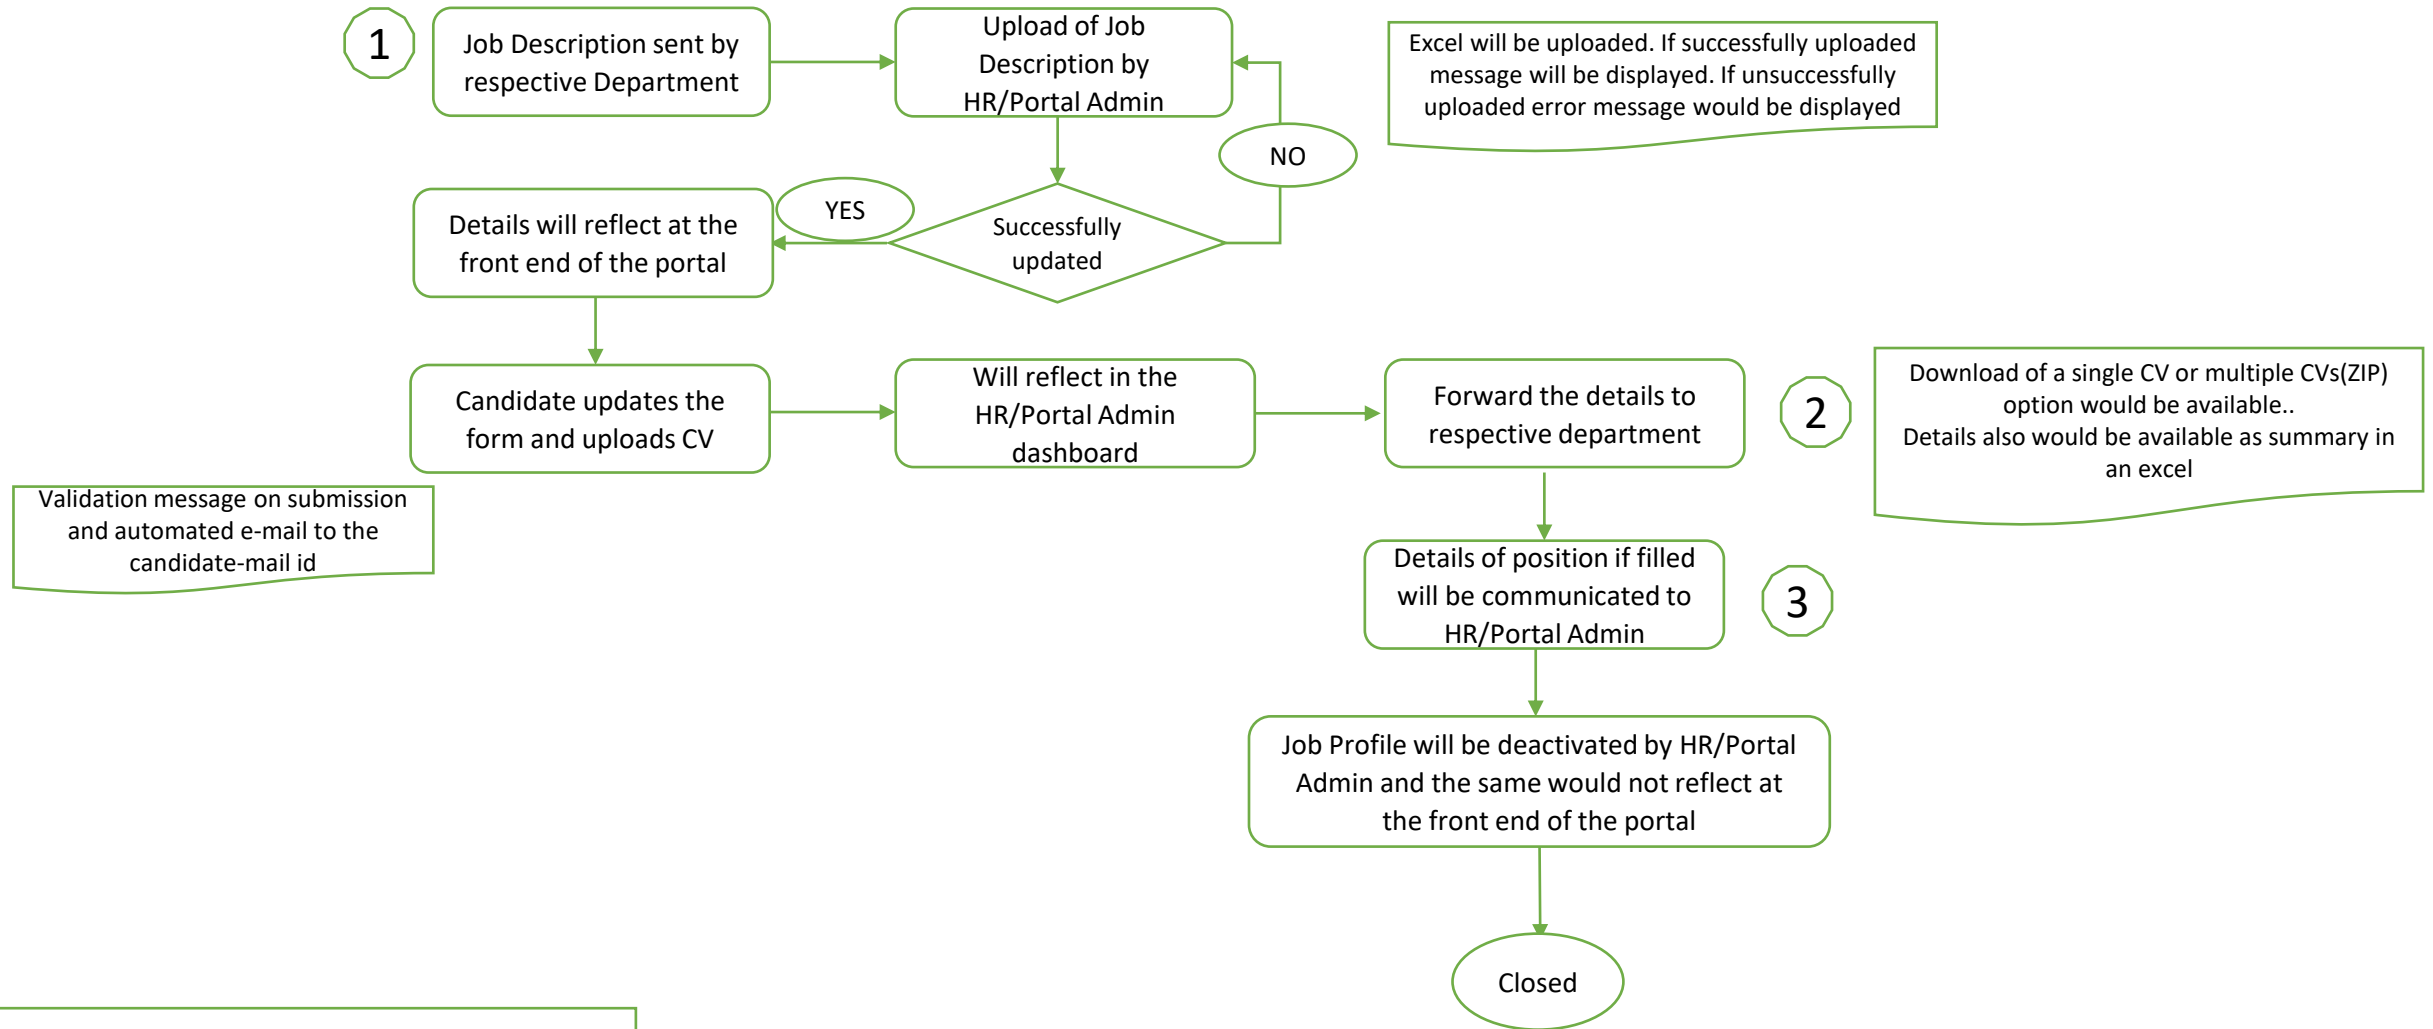 1
Job Description sent by
respective Department
Upload of Job
Description by
HR/Portal Admin
Excel will be uploaded. If successfully uploaded
message will be displayed. If unsuccessfully
uploaded error message would be displayed
NO
YES
Details will reflect at the
front end of the portal
Successfully
updated
Candidate updates the
form and uploads CV
Will reflect in the
HR/Portal Admin
dashboard
Forward the details to
respective department
2
Download of a single CV or multiple CVs(ZIP)
option would be available..
Details also would be available as summary in
an excel
Validation message on submission
and automated e-mail to the
candidate-mail id
Details of position if filled
will be communicated to
HR/Portal Admin
3
Job Profile will be deactivated by HR/Portal
Admin and the same would not reflect at
the front end of the portal
Closed